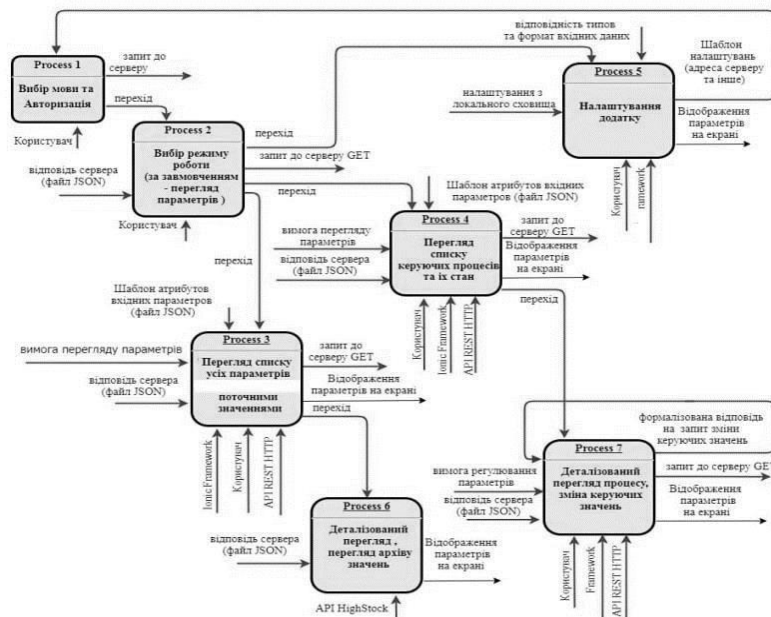 Process 1
Вибір мови та
Авторизація
запит до
серверу
перехід
Користувач
Process 2
Вибір режиму
роботи
(за завмовченням
- перегляд
параметрів )
відповідь сервера
(файл JSON)
Користувач
перехід
запит до серверу GET
перехід
перехід
відповідність типов
та формат вхідних даних
Process 5
Налаштування
додатку
налаштування з
локального сховища
Шаблон
налаштувань
(адреса серверу
та інше)
Відображення
параметрів
на екрані
Користувач
ramework
Шаблон атрибутов вхідних
параметров (файл JSON)
Process 4
Перегляд
списку
керуючих процесів
та їх стан
вимога перегляду
параметрів
відповідь сервера
(файл JSON)
запит до
серверу GET
Відображення
параметрів на
екрані
перехід
Користувач
Ionic Framework
API REST HTTP
Шаблон атрибутов
вхідних параметров
(файл JSON)
Process 3
Перегляд списку
усіх параметрів
поточними
значеннями
вимога перегляду параметрів
відповідь сервера
(файл JSON)
запит до
серверу GET
Відображення
параметрів на екрані
перехід
Ionic Framework
Користувач
API REST HTTP
Process 6
Деталізований
перегляд ,
перегляд архіву
значень
відповідь сервера
(файл JSON)
Відображення
параметрів
на екрані
API HighStock
Process 7
Деталізований
перегляд процесу,
зміна керуючих
значень
вимога регулювання
параметрів
відповідь сервера
(файл JSON)
формалізована відповідь
на запит зміни
керуючих значень
запит до серверу GET
Відображення
параметрів на
екрані
Користувач
Framework
API REST HTTP